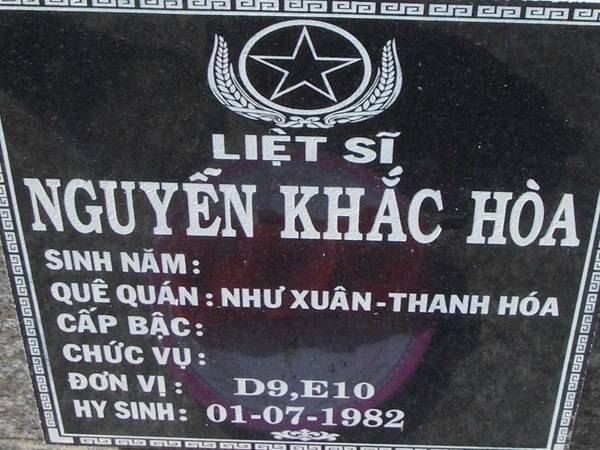 LIỆT SĨ
NGUYỄN KHẮC HÒA
SINH NĂM :
QUÊ QUÁN : NHƯ XUÂN - THANH HÓA
CẤP BẬC :
CHỨC VỤ :
ĐƠN VỊ : D9,E10
HY SINH : 01-07-1982